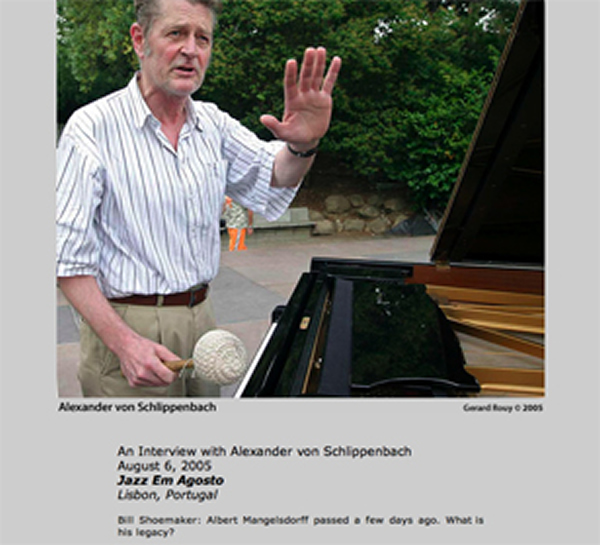 Alexander von Schlippenbach
Gerard Rouy © 2005
An Interview with Alexander von Schlippenbach
August 6, 2005
Jazz Em Agosto
Lisbon, Portugal
Bill Shoemaker: Albert Mangelsdorff passed a few days ago. What is
his legacy?